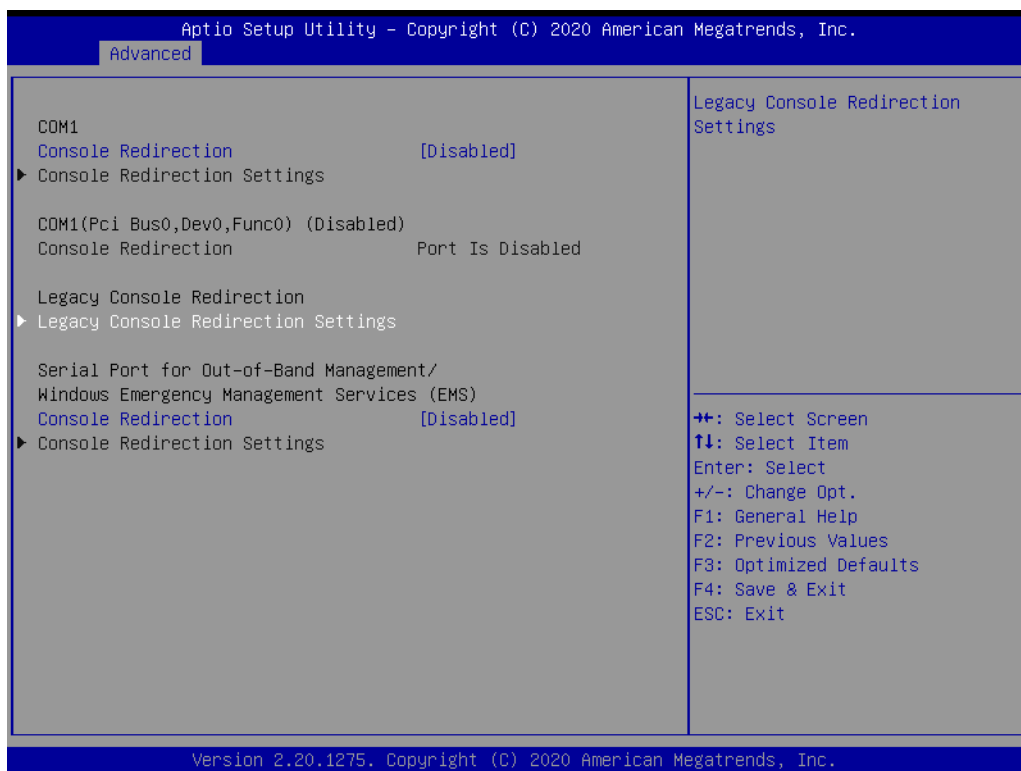 Aptio Setup Utility – Copyright (C) 2020 American Megatrends, Inc.
Advanced
COM1
Console Redirection [Disabled]
▶ Console Redirection Settings
COM1(Pci Bus0,Dev0,Func0) (Disabled)
Console Redirection Port Is Disabled
Legacy Console Redirection
▶ Legacy Console Redirection Settings
Serial Port for Out-of-Band Management/
Windows Emergency Management Services (EMS)
Console Redirection [Disabled]
▶ Console Redirection Settings
Legacy Console Redirection
Settings
→←: Select Screen
↑↓: Select Item
Enter: Select
+/-: Change Opt.
F1: General Help
F2: Previous Values
F3: Optimized Defaults
F4: Save & Exit
ESC: Exit
Version 2.20.1275. Copyright (C) 2020 American Megatrends, Inc.